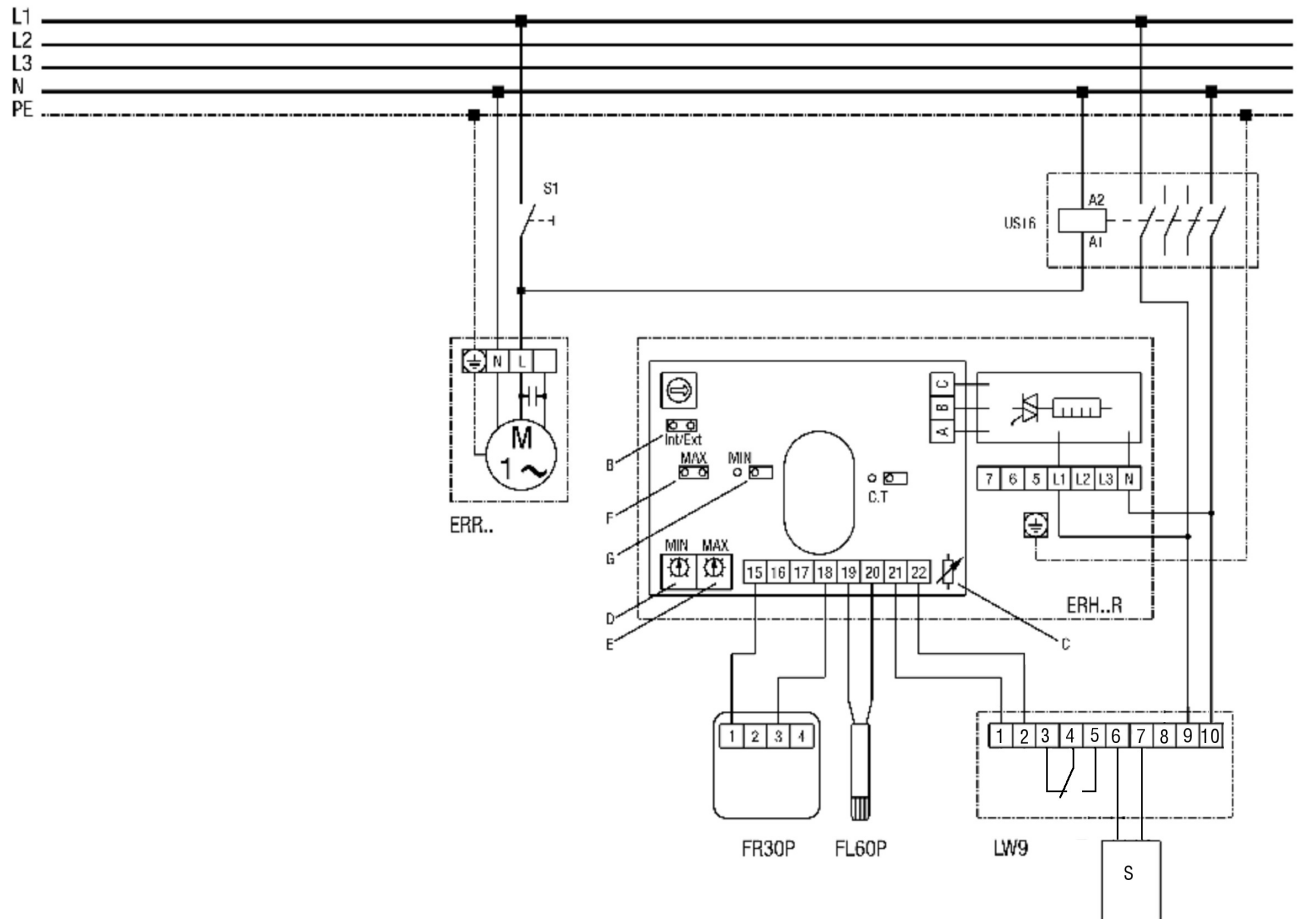 L1
L2
L3
N
PE
S1
A2
US16
A1
N L
C
B
A
Int/Ext
B
MAX MIN
M
1 ~
C.T
7 6 5 L1 L2 L3 N
F
ERR..
G
MIN MAX
15 16 17 18 19 20 21 22
ERH..R
D
E
C
1 2 3 4
1 2 3 4 5 6 7 8 9 10
FR30P FL60P LW9
S